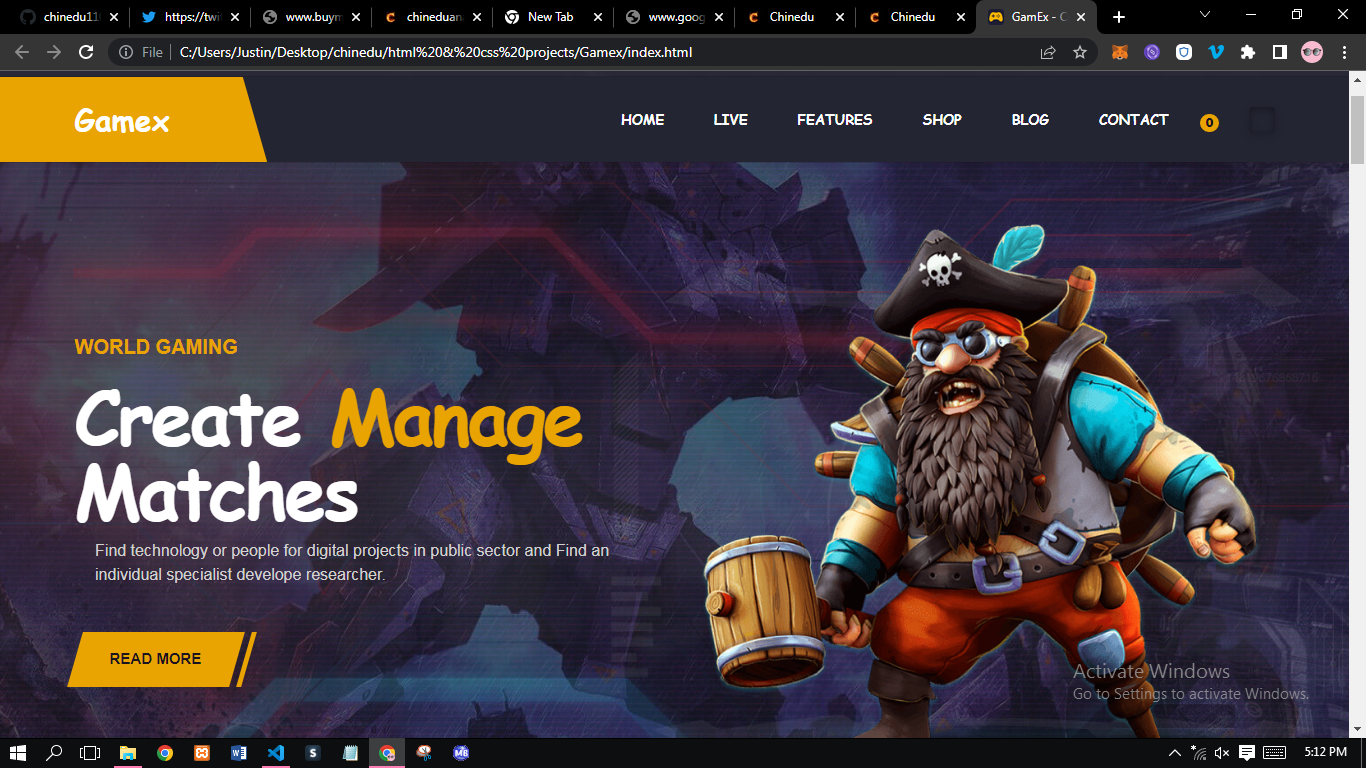 chinedu11
https://twit
www.buym
chineduan
New Tab
www.goog
Chinedu
Chinedu
GamEx - C
File
C:/Users/Justin/Desktop/chinedu/html%20&%20css%20projects/Gamex/index.html
Gamex
HOME
LIVE
FEATURES
SHOP
BLOG
CONTACT
0
WORLD GAMING
Create Manage
Matches
Find technology or people for digital projects in public sector and Find an
individual specialist develope researcher.
READ MORE
Activate Windows
Go to Settings to activate Windows.
S
MB
5:12 PM